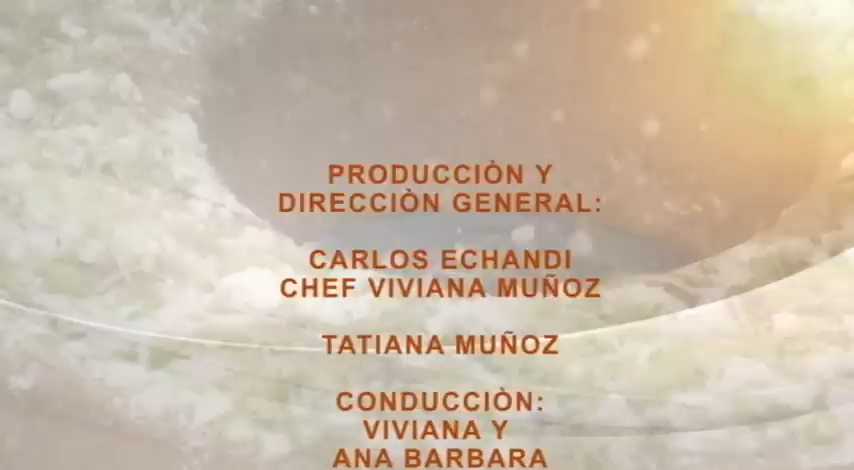 PRODUCCIÒN Y
DIRECCIÒN GENERAL:
CARLOS ECHANDI
CHEF VIVIANA MUÑOZ
TATIANA MUÑOZ
CONDUCCIÒN:
VIVIANA Y
ANA BARBARA